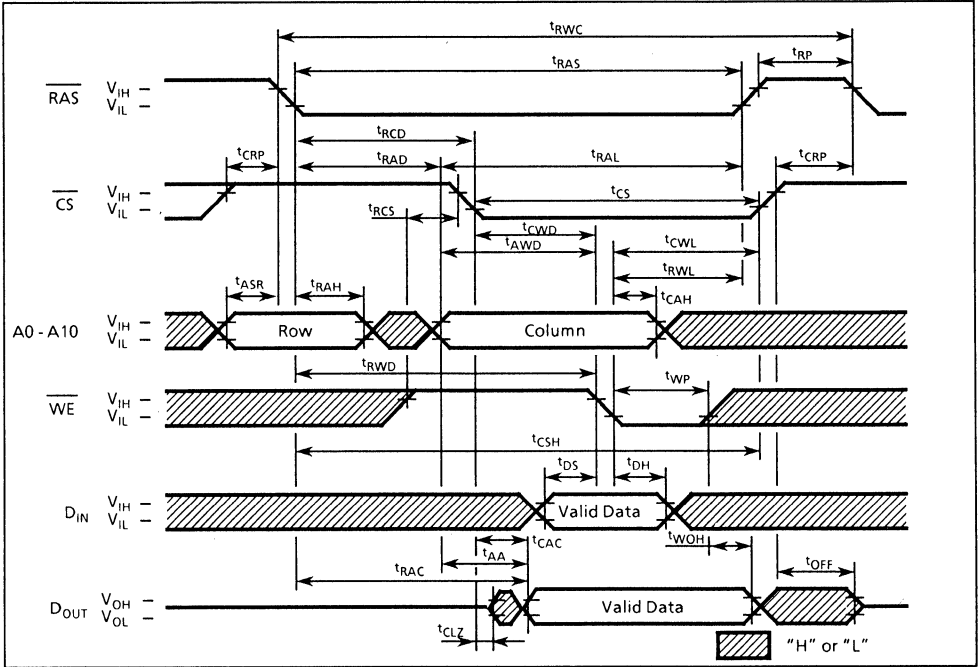 tRWC
tRAS
tRP
RAS
VIH
VIL
tRCD
tCRP
tRAD
tRAL
tCRP
CS
VIH
VIL
tCS
tRCS
tCWD
tCWL
tAWD
tRWL
tASR
tRAH
tCAH
A0 - A10
VIH
VIL
Row
Column
tRWD
tWP
WE
VIH
VIL
tCSH
tDS
tDH
DIN
VIH
VIL
Valid Data
tCAC
tWOH
tAA
tOFF
tRAC
DOUT
VOH
VOL
Valid Data
tCLZ
"H" or "L"